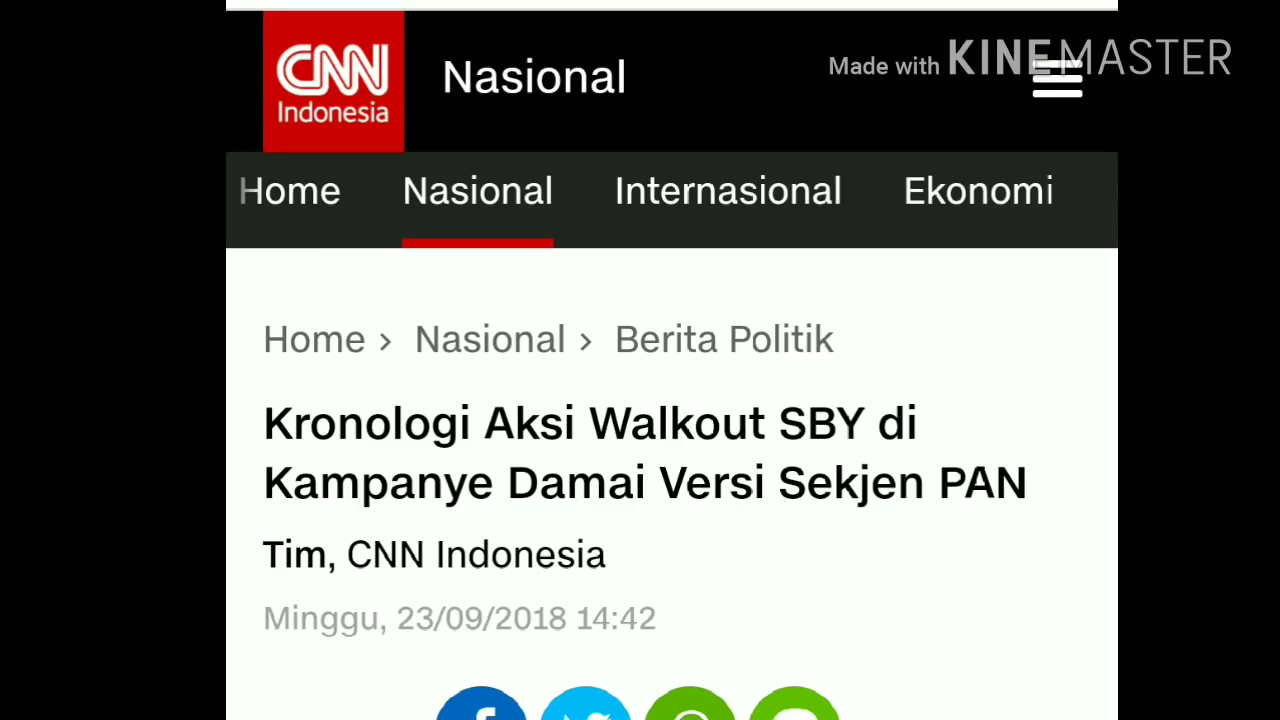 CNN
Indonesia
Nasional
Made with KINEMASTER
Home Nasional Internasional Ekonomi
Home › Nasional › Berita Politik
Kronologi Aksi Walkout SBY di
Kampanye Damai Versi Sekjen PAN
Tim, CNN Indonesia
Minggu, 23/09/2018 14:42